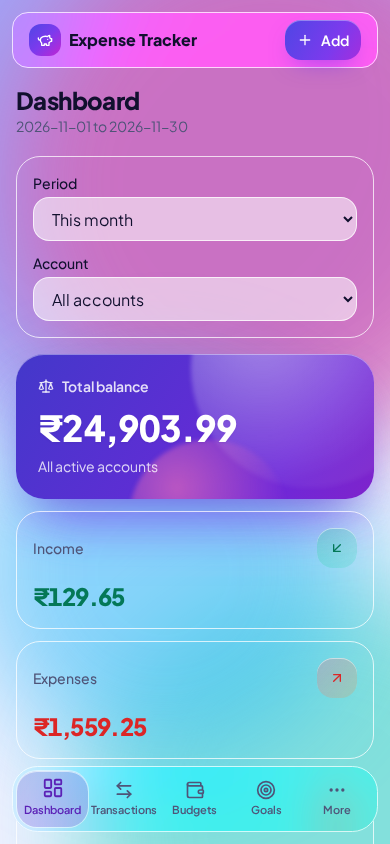 Expense Tracker
Add
Dashboard
2026-11-01 to 2026-11-30
Period
This month
Account
All accounts
Total balance
₹24,903.99
All active accounts
Income
₹129.65
Expenses
₹1,559.25
Dashboard
Transactions
Budgets
Goals
More